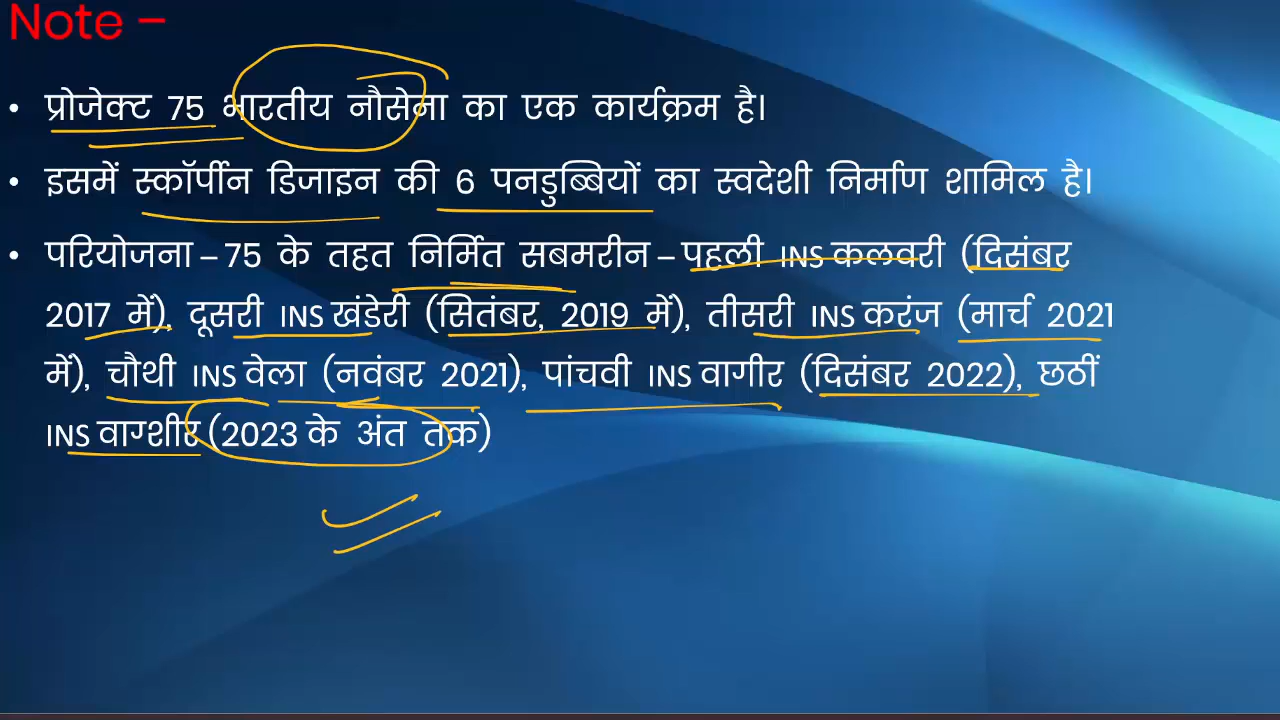 Note –
• प्रोजेक्ट 75 भारतीय नौसेना का एक कार्यक्रम है।
• इसमें स्कॉर्पीन डिजाइन की 6 पनडुब्बियों का स्वदेशी निर्माण शामिल है।
• परियोजना – 75 के तहत निर्मित सबमरीन – पहली INS कलवरी (दिसंबर
2017 में), दूसरी INS खंडेरी (सितंबर, 2019 में), तीसरी INS करंज (मार्च 2021
में), चौथी INS वेला (नवंबर 2021), पांचवी INS वागीर (दिसंबर 2022), छठीं
INS वाग्शीर (2023 के अंत तक)